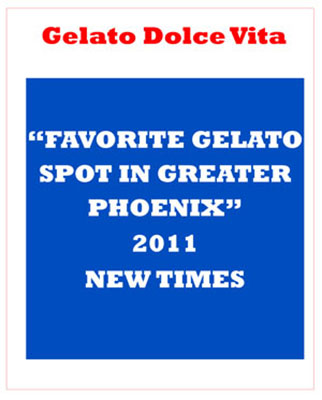 Gelato Dolce Vita
“FAVORITE GELATO
SPOT IN GREATER
PHOENIX”
2011
NEW TIMES